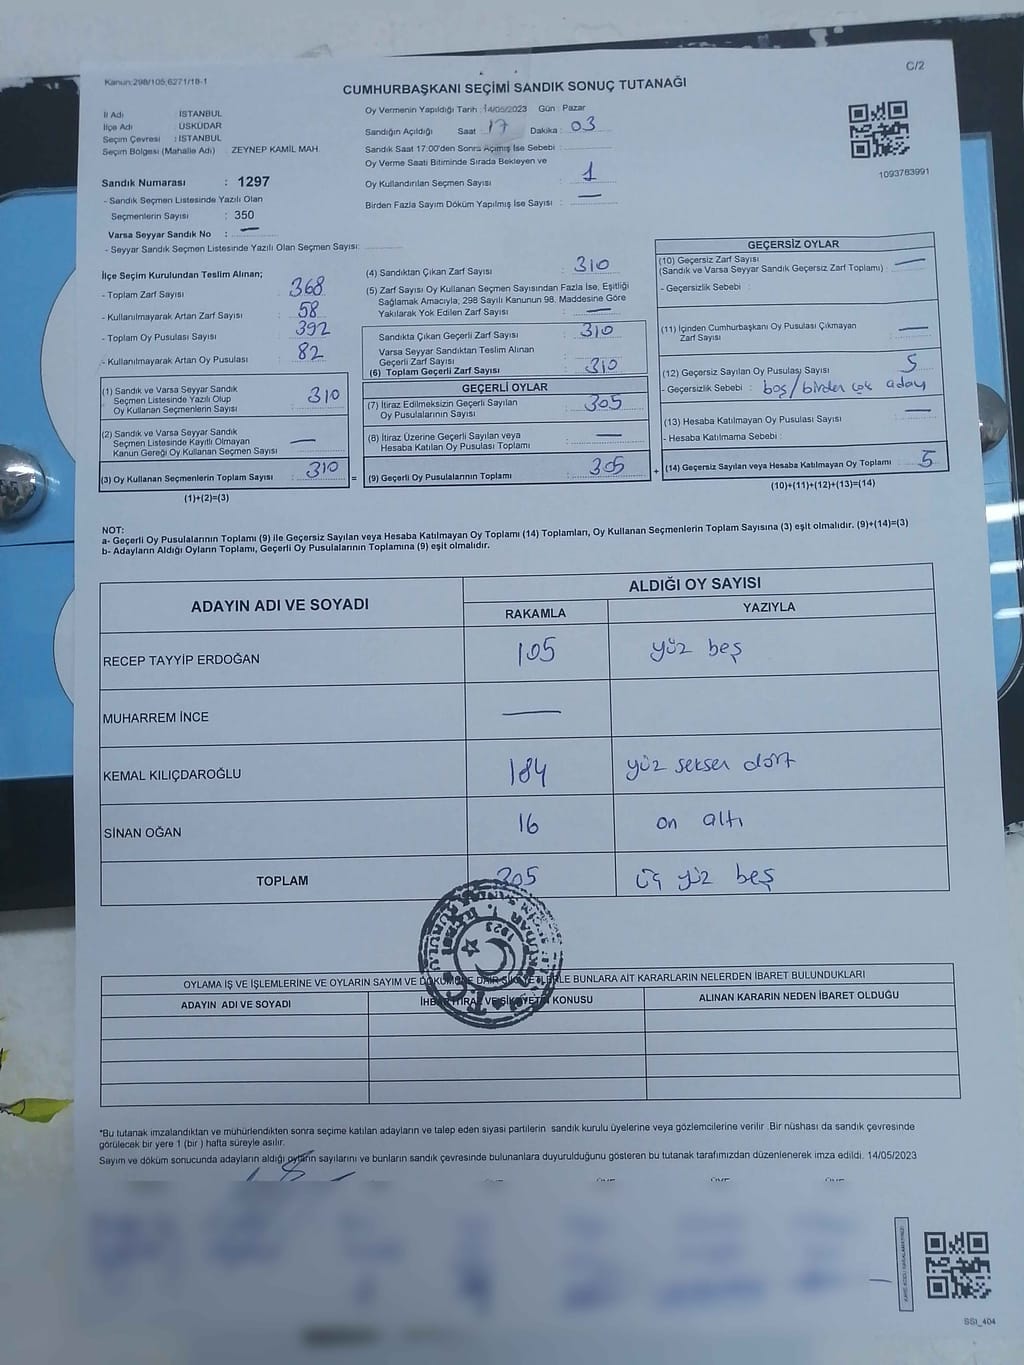 Kanun:298/105,6271/18-1
C/2
CUMHURBAŞKANI SEÇİMİ SANDIK SONUÇ TUTANAĞI
İl Adı : İSTANBUL
İlçe Adı : ÜSKÜDAR
Seçim Çevresi : İSTANBUL
Seçim Bölgesi (Mahalle Adı) : ZEYNEP KAMİL MAH.
Sandık Numarası : 1297
- Sandık Seçmen Listesinde Yazılı Olan
Seçmenlerin Sayısı : 350
Varsa Seyyar Sandık No : —
- Seyyar Sandık Seçmen Listesinde Yazılı Olan Seçmen Sayısı:
Oy Vermenin Yapıldığı Tarih : 14/05/2023 Gün : Pazar
Sandığın Açıldığı Saat : 17 Dakika : 03
Sandık Saat 17:00'den Sonra Açılmış İse Sebebi :
Oy Verme Saati Bitiminde Sırada Bekleyen ve
Oy Kullandırılan Seçmen Sayısı : 1
Birden Fazla Sayım Döküm Yapılmış İse Sayısı : —
1093783991
İlçe Seçim Kurulundan Teslim Alınan;
- Toplam Zarf Sayısı : 368
- Kullanılmayarak Artan Zarf Sayısı : 58
- Toplam Oy Pusulası Sayısı : 392
- Kullanılmayarak Artan Oy Pusulası : 82
(1) Sandık ve Varsa Seyyar Sandık
Seçmen Listesinde Yazılı Olup
Oy Kullanan Seçmenlerin Sayısı : 310
(2) Sandık ve Varsa Seyyar Sandık
Seçmen Listesinde Kayıtlı Olmayan
Kanun Gereği Oy Kullanan Seçmen Sayısı : —
(3) Oy Kullanan Seçmenlerin Toplam Sayısı : 310
(1)+(2)=(3)
(4) Sandıktan Çıkan Zarf Sayısı : 310
(5) Zarf Sayısı Oy Kullanan Seçmen Sayısından Fazla İse, Eşitliği
Sağlamak Amacıyla, 298 Sayılı Kanunun 98. Maddesine Göre
Yakılarak Yok Edilen Zarf Sayısı : —
Sandıkta Çıkan Geçerli Zarf Sayısı : 310
Varsa Seyyar Sandıktan Teslim Alınan
Geçerli Zarf Sayısı :
(6) Toplam Geçerli Zarf Sayısı : 310
GEÇERLİ OYLAR
(7) İtiraz Edilmeksizin Geçerli Sayılan
Oy Pusulalarının Sayısı : 305
(8) İtiraz Üzerine Geçerli Sayılan veya
Hesaba Katılan Oy Pusulası Toplamı : —
= (9) Geçerli Oy Pusulalarının Toplamı : 305
GEÇERSİZ OYLAR
(10) Geçersiz Zarf Sayısı
(Sandık ve Varsa Seyyar Sandık Geçersiz Zarf Toplamı) : —
- Geçersizlik Sebebi :
(11) İçinden Cumhurbaşkanı Oy Pusulası Çıkmayan
Zarf Sayısı : —
(12) Geçersiz Sayılan Oy Pusulası Sayısı : 5
- Geçersizlik Sebebi : boş/birden çok aday
(13) Hesaba Katılmayan Oy Pusulası Sayısı : —
- Hesaba Katılmama Sebebi :
+ (14) Geçersiz Sayılan veya Hesaba Katılmayan Oy Toplamı : 5
(10)+(11)+(12)+(13)=(14)
NOT:
a- Geçerli Oy Pusulalarının Toplamı (9) ile Geçersiz Sayılan veya Hesaba Katılmayan Oy Toplamı (14) Toplamları, Oy Kullanan Seçmenlerin Toplam Sayısına (3) eşit olmalıdır. (9)+(14)=(3)
b- Adayların Aldığı Oyların Toplamı, Geçerli Oy Pusulalarının Toplamına (9) eşit olmalıdır.
ADAYIN ADI VE SOYADI ALDIĞI OY SAYISI
RAKAMLA YAZIYLA
RECEP TAYYİP ERDOĞAN 105 yüz beş
MUHARREM İNCE —
KEMAL KILIÇDAROĞLU 184 yüz seksen dört
SİNAN OĞAN 16 on altı
TOPLAM 305 üç yüz beş
1923
OYLAMA İŞ VE İŞLEMLERİNE VE OYLARIN SAYIM VE DÖKÜMÜNE DAİR ŞİKAYETLERLE BUNLARA AİT KARARLARIN NELERDEN İBARET BULUNDUKLARI
ADAYIN ADI VE SOYADI İHBAR İTİRAZ VE ŞİKAYETİN KONUSU ALINAN KARARIN NEDEN İBARET OLDUĞU
*Bu tutanak imzalandıktan ve mühürlendikten sonra seçime katılan adayların ve talep eden siyasi partilerin sandık kurulu üyelerine veya gözlemcilerine verilir .Bir nüshası da sandık çevresinde
görülecek bir yere 1 (bir ) hafta süreyle asılır.
Sayım ve döküm sonucunda adayların aldığı oyların sayılarını ve bunların sandık çevresinde bulunanlara duyurulduğunu gösteren bu tutanak tarafımızdan düzenlenerek imza edildi. 14/05/2023
SSI_404